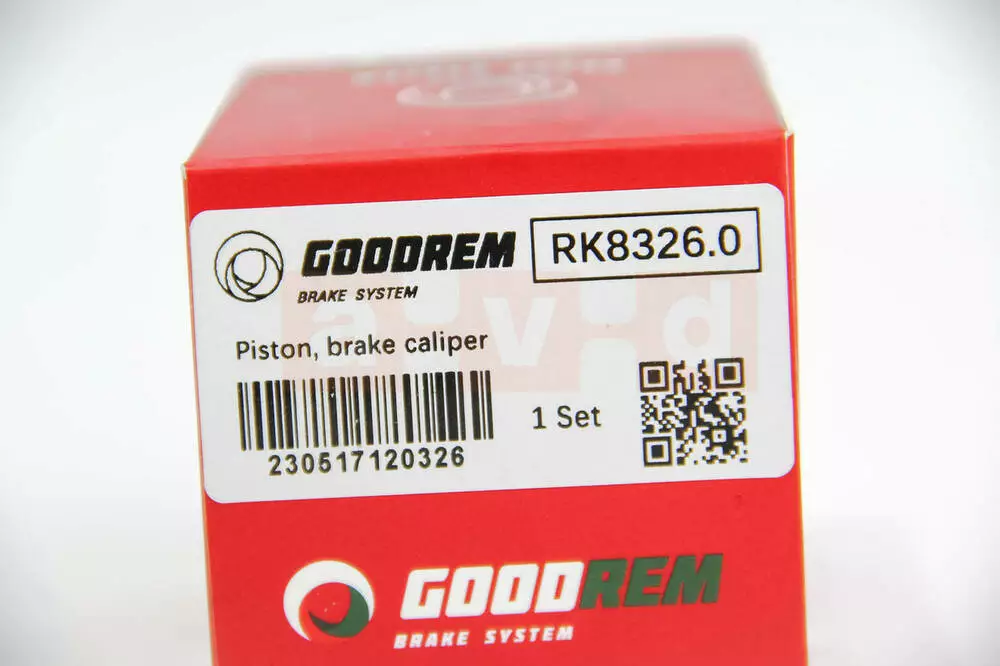 GOODREM
BRAKE SYSTEM
RK8326.0
a·v·d
Piston, brake caliper
1 Set
230517120326
GOODREM
BRAKE SYSTEM